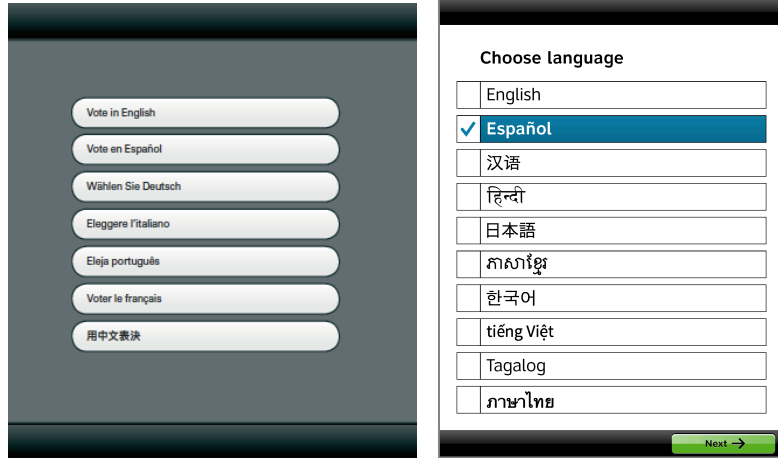 Vote in English
Vote en Español
Wählen Sie Deutsch
Eleggere l'italiano
Eleja português
Voter le français
用中文表決
Choose language
English
Español
汉语
हिन्दी
日本語
ភាសាខ្មែរ
한국어
tiếng Việt
Tagalog
ภาษาไทย
Next →